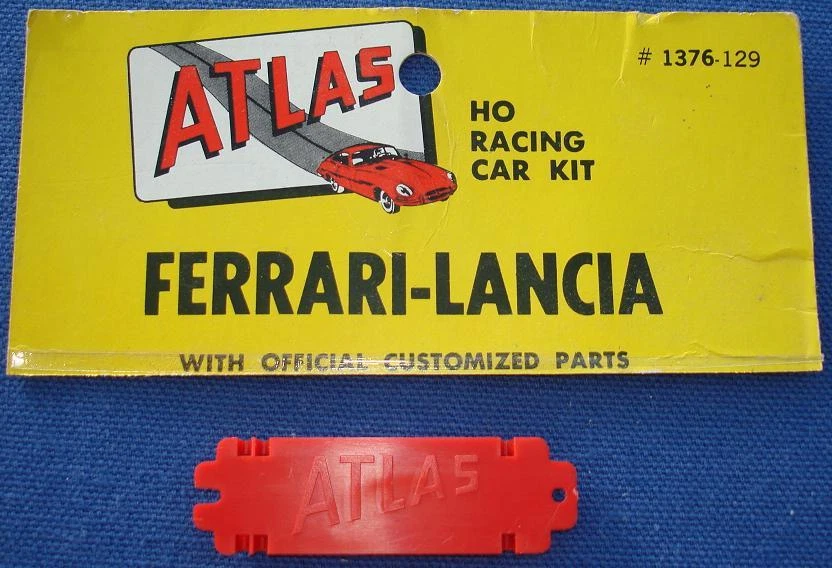 ATLAS
# 1376-129
HO
RACING
CAR KIT
FERRARI-LANCIA
WITH OFFICIAL CUSTOMIZED PARTS
ATLAS